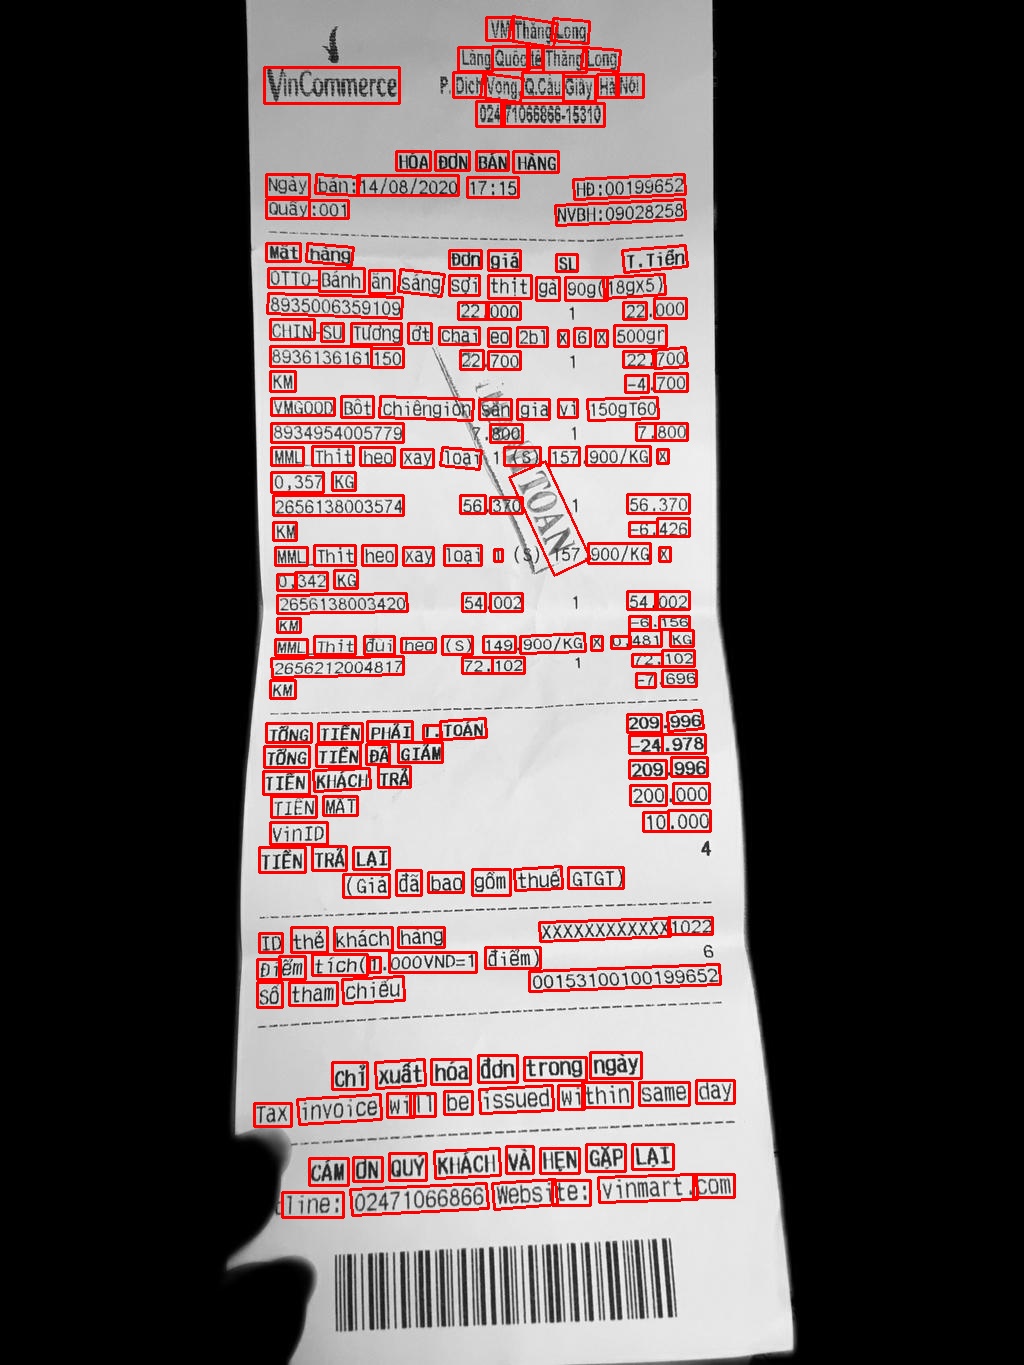 VinCommerce
VM Thăng Long
Làng Quốc tế Thăng Long
P. Dịch Vọng, Q.Cầu Giấy Hà Nội
024 71066866-15310
HÓA ĐƠN BÁN HÀNG
Ngày bán:14/08/2020 17:15 HĐ:00199652
Quầy:001 NVBH:09028258
Mặt hàng Đơn giá SL T.Tiền
OTTO-Bánh ăn sáng sợi thịt gà 90g(18gx5)
8935006359109 22.000 1 22.000
CHIN-SU Tương ớt chai eo 2bl x 6 x 500gr
8936136161150 22.700 1 22.700
KM -4.700
VMGOOD Bột chiêngiòn sẵn gia vị 150gT60
8934954005779 7.800 1 7.800
MML_Thịt heo xay loại 1 (S) 157.900/KG x
0,357 KG
2656138003574 56.370 1 56.370
KM -6.426
MML_Thịt heo xay loại 1 (S) 157.900/KG x
0,342 KG
2656138003420 54.002 1 54.002
KM -6.156
MML_Thịt đùi heo (S) 149.900/KG x 0,481 KG
2656212004817 72.102 1 72.102
KM -7.696
TOÁN
TỔNG TIỀN PHẢI T.TOÁN 209.996
TỔNG TIỀN ĐÃ GIẢM -24.978
TIỀN KHÁCH TRẢ 209.996
TIỀN MẶT 200.000
VinID 10.000
TIỀN TRẢ LẠI 4
(Giá đã bao gồm thuế GTGT)
ID thẻ khách hàng XXXXXXXXXXXX1022
Điểm tích(1.000VND=1 điểm) 6
Số tham chiếu 00153100100199652
Chỉ xuất hóa đơn trong ngày
Tax invoice will be issued within same day
CẢM ƠN QUÝ KHÁCH VÀ HẸN GẶP LẠI
line: 02471066866 Website: vinmart.com